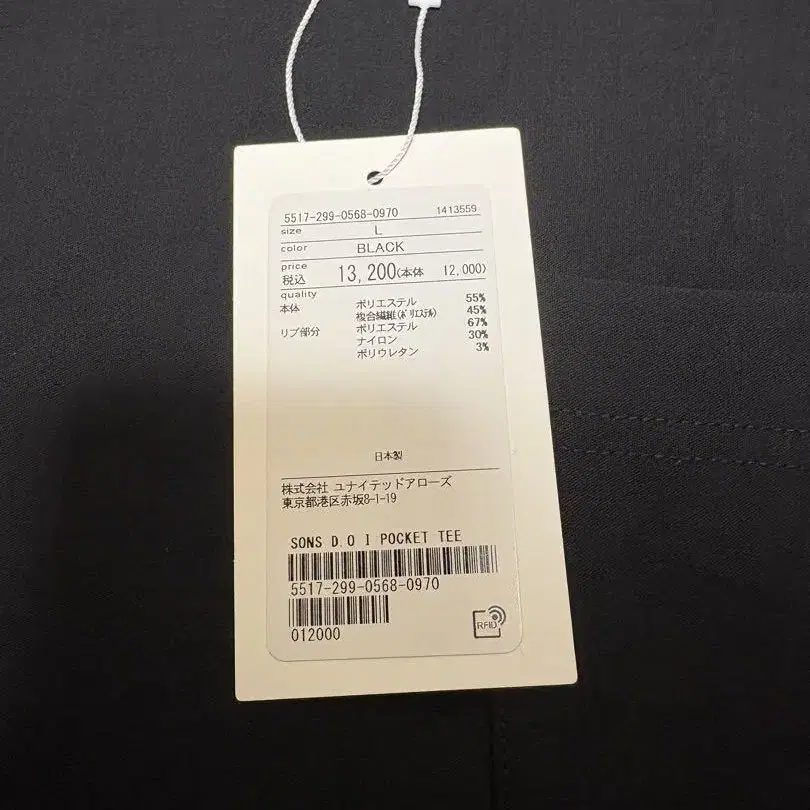 5517-299-0568-0970 1413559
size L
color BLACK
price
税込 13,200(本体 12,000)
quality
本体 ポリエステル 55%
複合繊維(ポリエステル) 45%
リブ部分 ポリエステル 67%
ナイロン 30%
ポリウレタン 3%
日本製
株式会社 ユナイテッドアローズ
東京都港区赤坂8-1-19
SONS D.O I POCKET TEE
5517-299-0568-0970
012000
RFID